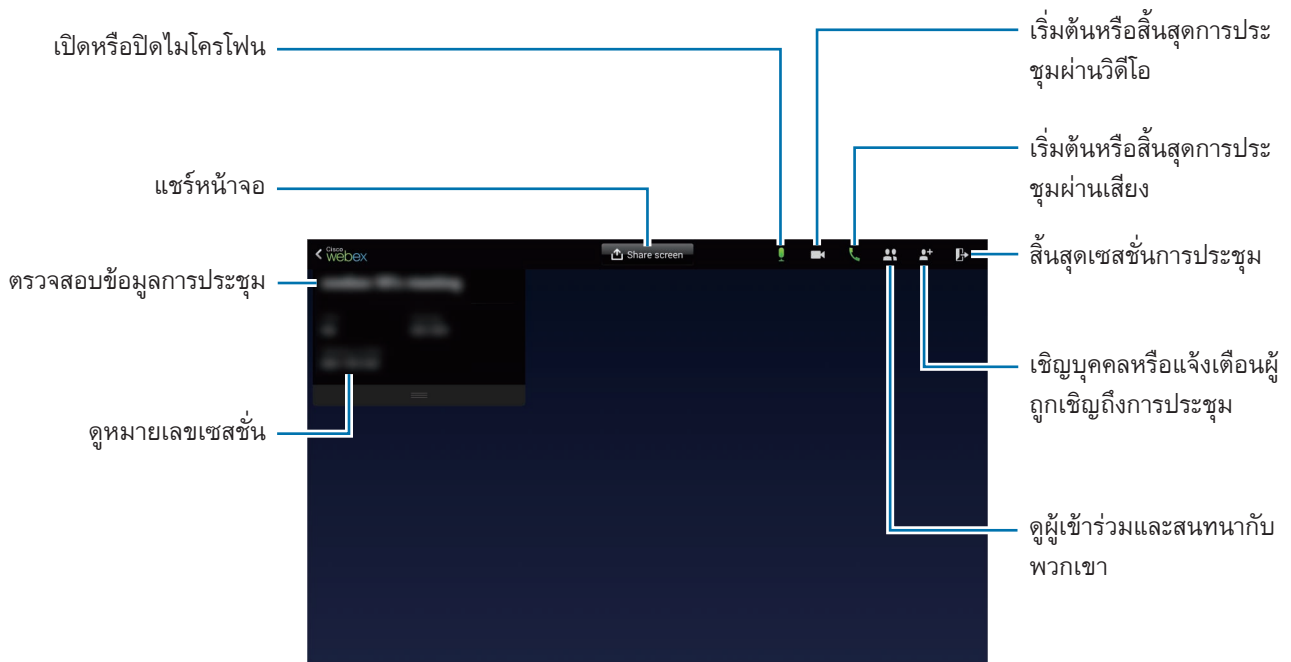 เปิดหรือปิดไมโครโฟน
แชร์หน้าจอ
ตรวจสอบข้อมูลการประชุม
ดูหมายเลขเซสชั่น
Cisco
webex
Share screen
เริ่มต้นหรือสิ้นสุดการประ
ชุมผ่านวิดีโอ
เริ่มต้นหรือสิ้นสุดการประ
ชุมผ่านเสียง
สิ้นสุดเซสชั่นการประชุม
เชิญบุคคลหรือแจ้งเตือนผู้
ถูกเชิญถึงการประชุม
ดูผู้เข้าร่วมและสนทนากับ
พวกเขา